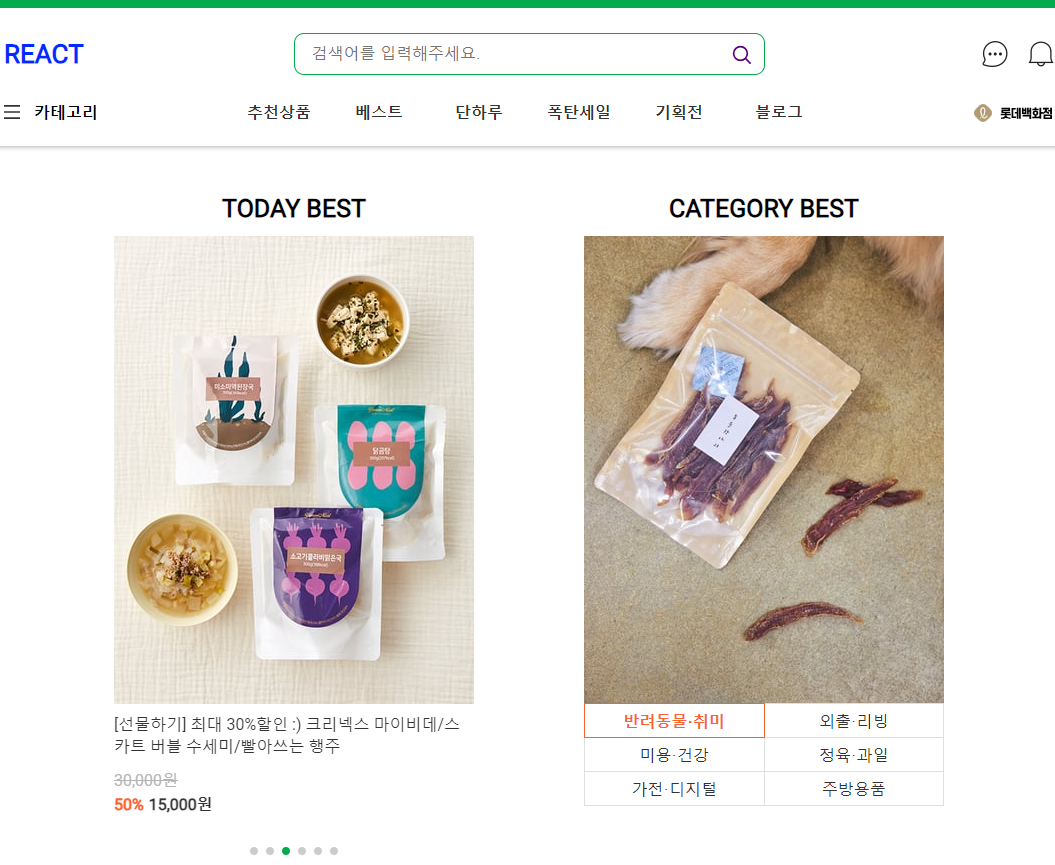 REACT
검색어를 입력해주세요.
카테고리
추천상품
베스트
단하루
폭탄세일
기획전
블로그
롯데백화점
TODAY BEST
CATEGORY BEST
미소미역된장국
닭곰탕
소고기콜라비맑은국
[선물하기] 최대 30%할인 :) 크리넥스 마이비데/스
카트 버블 수세미/빨아쓰는 행주
30,000원
50% 15,000원
반려동물·취미
외출·리빙
미용·건강
정육·과일
가전·디지털
주방용품